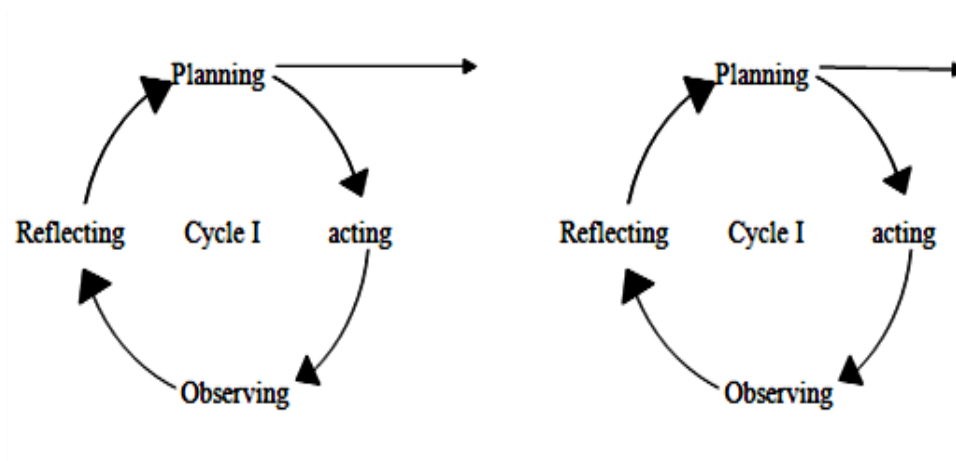 Planning
Reflecting Cycle I acting
Observing
Planning
Reflecting Cycle I acting
Observing